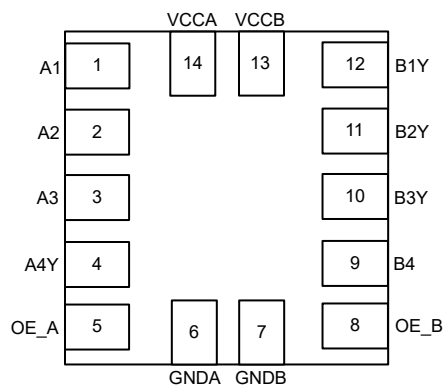 VCCA VCCB
A1 1 14 13 12 B1Y
A2 2 11 B2Y
A3 3 10 B3Y
A4Y 4 9 B4
OE_A 5 6 7 8 OE_B
GNDA GNDB